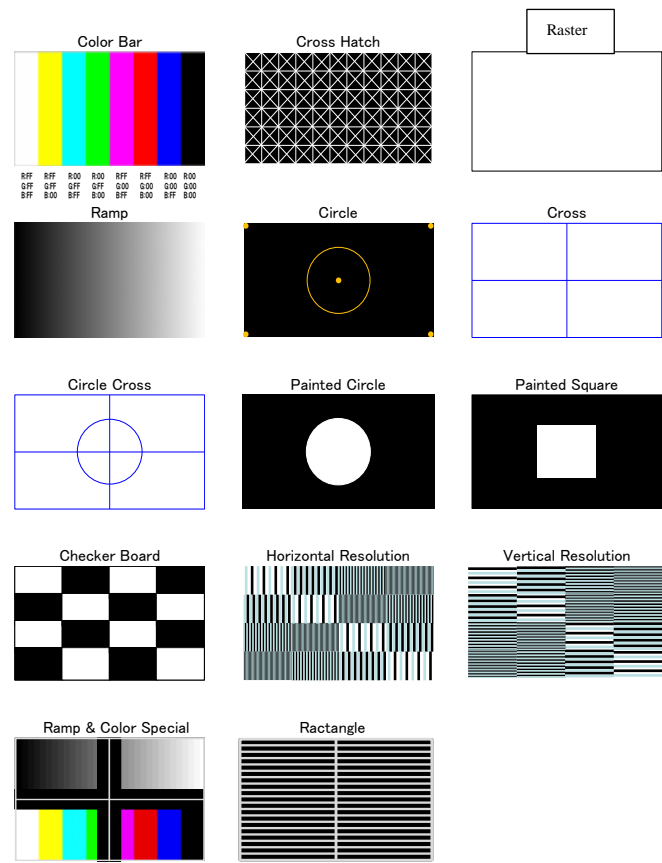 Color Bar
Cross Hatch
Raster
R:FF R:FF R:00 R:00 R:FF R:FF R:00 R:00
G:FF G:FF G:FF G:FF G:00 G:00 G:00 G:00
B:FF B:00 B:FF B:00 B:FF B:00 B:FF B:00
Ramp
Circle
Cross
Circle Cross
Painted Circle
Painted Square
Checker Board
Horizontal Resolution
Vertical Resolution
Ramp & Color Special
Ractangle